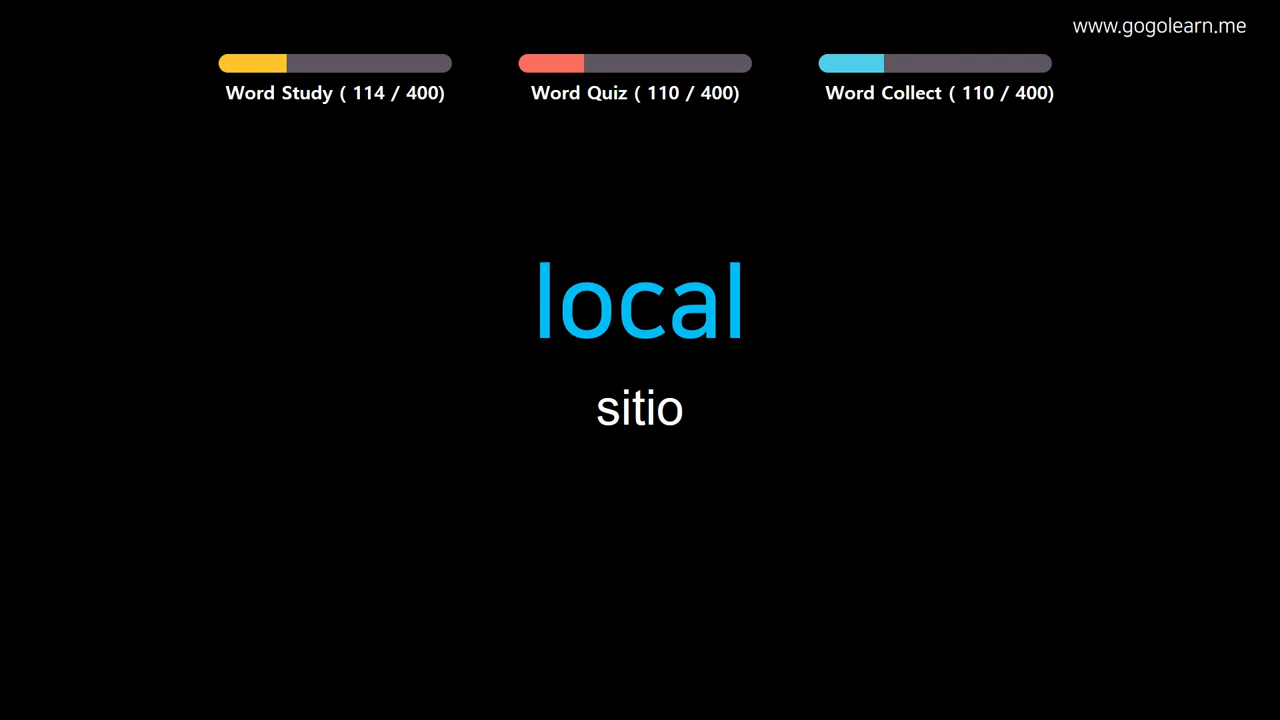 www.gogolearn.me
Word Study ( 114 / 400)
Word Quiz ( 110 / 400)
Word Collect ( 110 / 400)
local
sitio